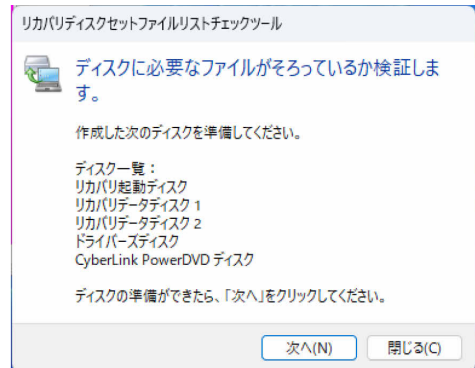 リカバリディスクセットファイルリストチェックツール
ディスクに必要なファイルがそろっているか検証しま
す。
作成した次のディスクを準備してください。
ディスク一覧：
リカバリ起動ディスク
リカバリデータディスク 1
リカバリデータディスク 2
ドライバーズディスク
CyberLink PowerDVD ディスク
ディスクの準備ができたら、「次へ」をクリックしてください。
次へ(N) 閉じる(C)